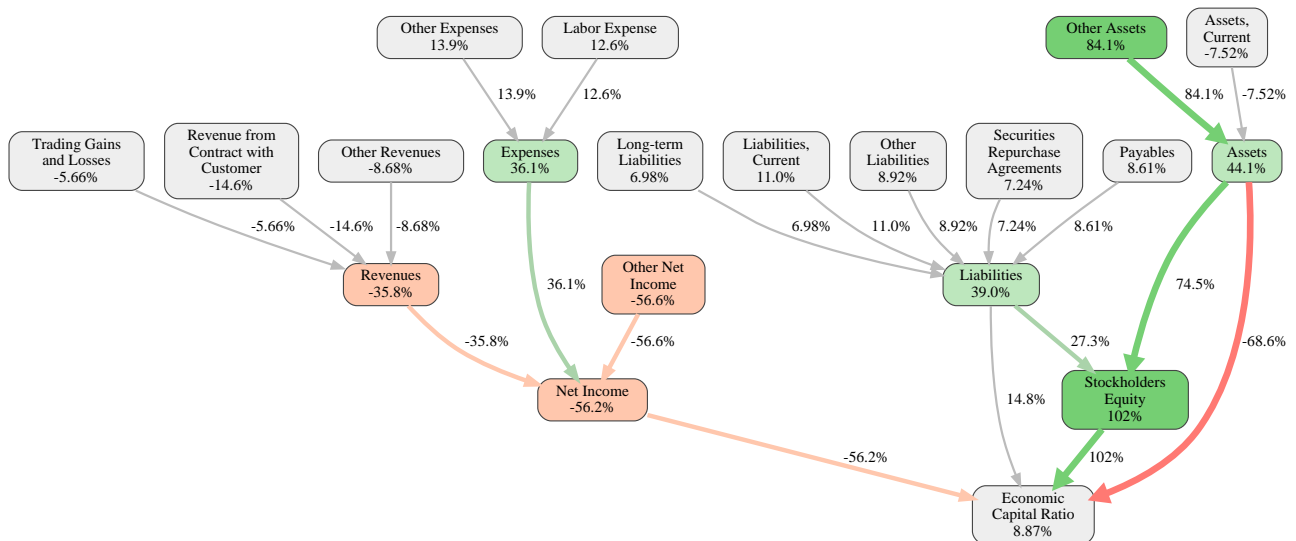 Other Expenses
13.9%
Labor Expense
12.6%
Other Assets
84.1%
Assets,
Current
-7.52%
13.9%
12.6%
84.1%
-7.52%
Trading Gains
and Losses
-5.66%
Revenue from
Contract with
Customer
-14.6%
Other Revenues
-8.68%
Expenses
36.1%
Long-term
Liabilities
6.98%
Liabilities,
Current
11.0%
Other
Liabilities
8.92%
Securities
Repurchase
Agreements
7.24%
Payables
8.61%
Assets
44.1%
-5.66%
-14.6%
-8.68%
6.98%
11.0%
8.92%
7.24%
8.61%
Revenues
-35.8%
36.1%
Other Net
Income
-56.6%
Liabilities
39.0%
74.5%
-35.8%
-56.6%
27.3%
-68.6%
Net Income
-56.2%
14.8%
Stockholders
Equity
102%
-56.2%
102%
Economic
Capital Ratio
8.87%